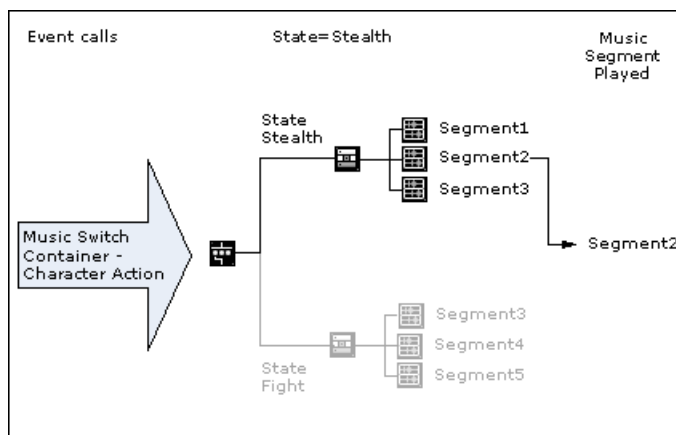 Event calls
State=Stealth
Music
Segment
Played
State
Stealth
Segment1
Segment2
Segment3
Music Switch
Container -
Character Action
Segment2
Segment3
Segment4
Segment5
State
Fight